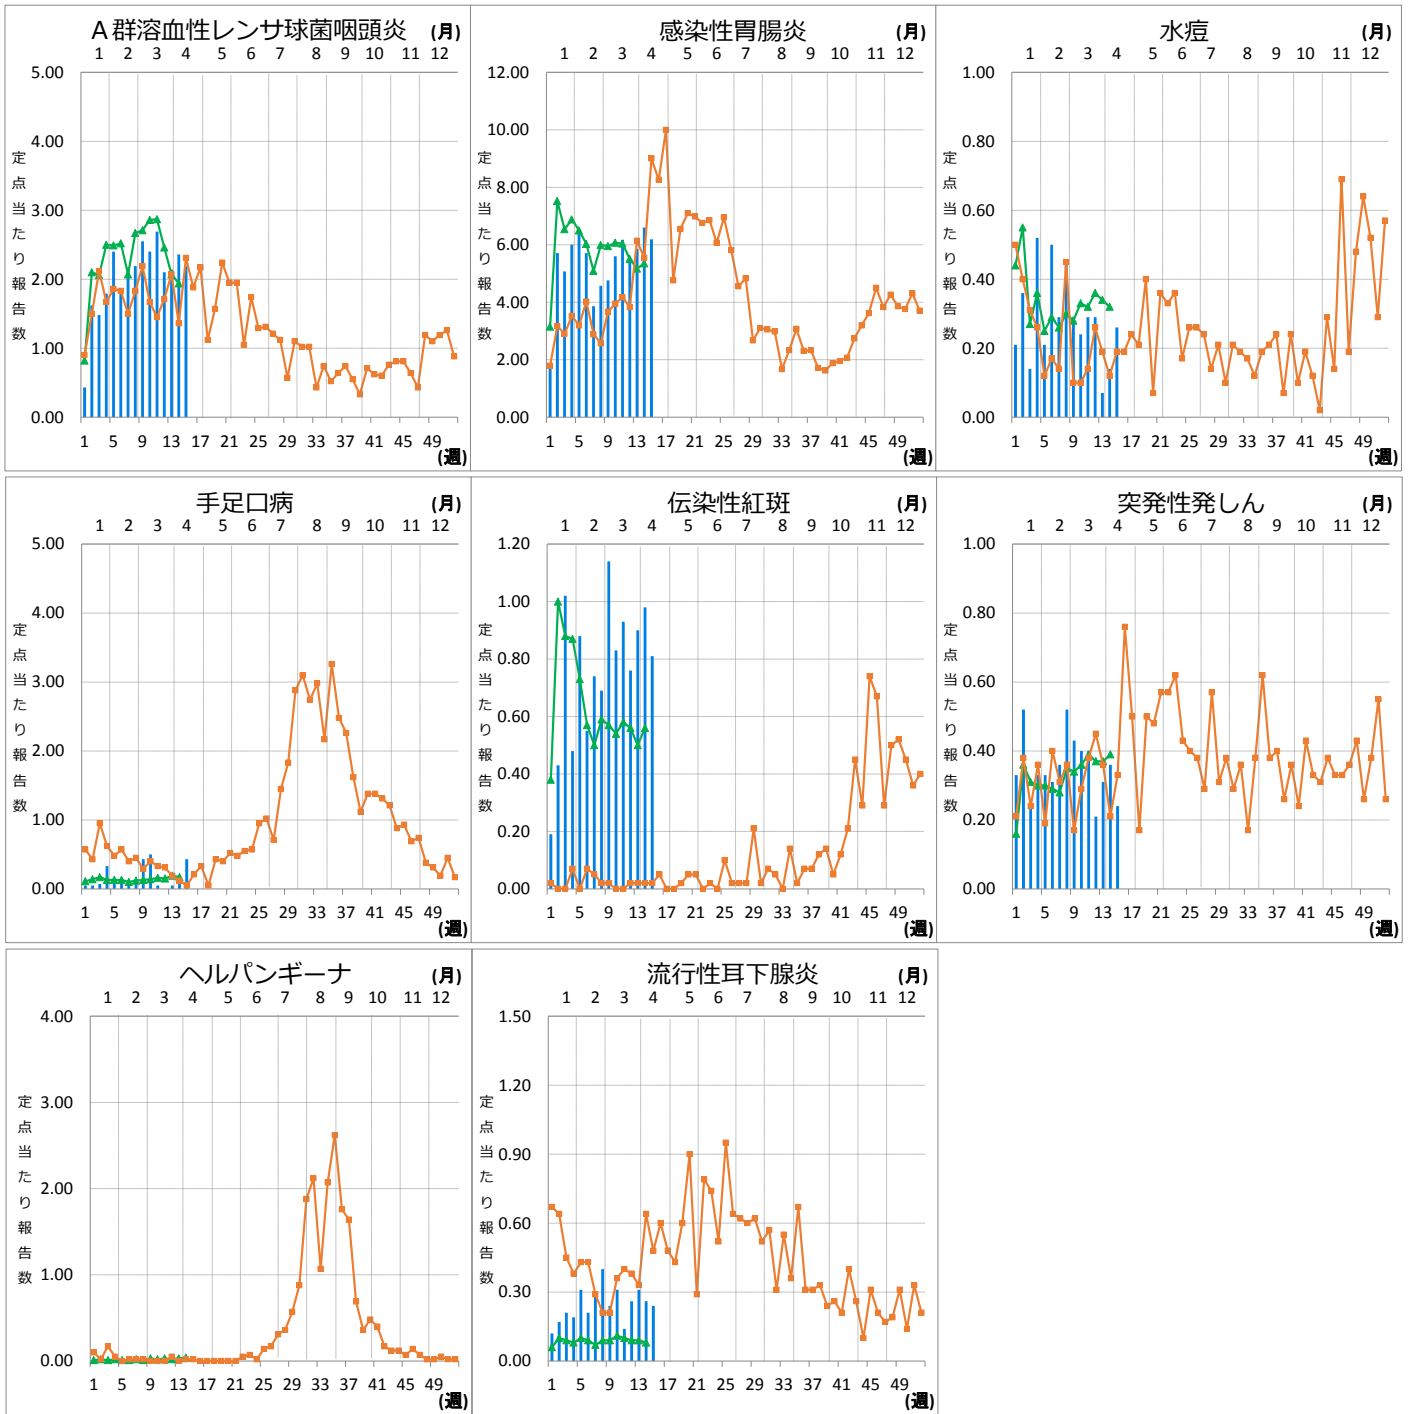 A群溶血性レンサ球菌咽頭炎 (月)
1 2 3 4 5 6 7 8 9 10 11 12
5.00
4.00
3.00
2.00
1.00
0.00
定点当たり報告数
1 5 9 13 17 21 25 29 33 37 41 45 49
(週)
感染性胃腸炎 (月)
1 2 3 4 5 6 7 8 9 10 11 12
12.00
10.00
8.00
6.00
4.00
2.00
0.00
定点当たり報告数
1 5 9 13 17 21 25 29 33 37 41 45 49
(週)
水痘 (月)
1 2 3 4 5 6 7 8 9 10 11 12
1.00
0.80
0.60
0.40
0.20
0.00
定点当たり報告数
1 5 9 13 17 21 25 29 33 37 41 45 49
(週)
手足口病 (月)
1 2 3 4 5 6 7 8 9 10 11 12
5.00
4.00
3.00
2.00
1.00
0.00
定点当たり報告数
1 5 9 13 17 21 25 29 33 37 41 45 49
(週)
伝染性紅斑 (月)
1 2 3 4 5 6 7 8 9 10 11 12
1.20
1.00
0.80
0.60
0.40
0.20
0.00
定点当たり報告数
1 5 9 13 17 21 25 29 33 37 41 45 49
(週)
突発性発しん (月)
1 2 3 4 5 6 7 8 9 10 11 12
1.00
0.80
0.60
0.40
0.20
0.00
定点当たり報告数
1 5 9 13 17 21 25 29 33 37 41 45 49
(週)
ヘルパンギーナ (月)
1 2 3 4 5 6 7 8 9 10 11 12
4.00
3.00
2.00
1.00
0.00
定点当たり報告数
1 5 9 13 17 21 25 29 33 37 41 45 49
(週)
流行性耳下腺炎 (月)
1 2 3 4 5 6 7 8 9 10 11 12
1.50
1.20
0.90
0.60
0.30
0.00
定点当たり報告数
1 5 9 13 17 21 25 29 33 37 41 45 49
(週)